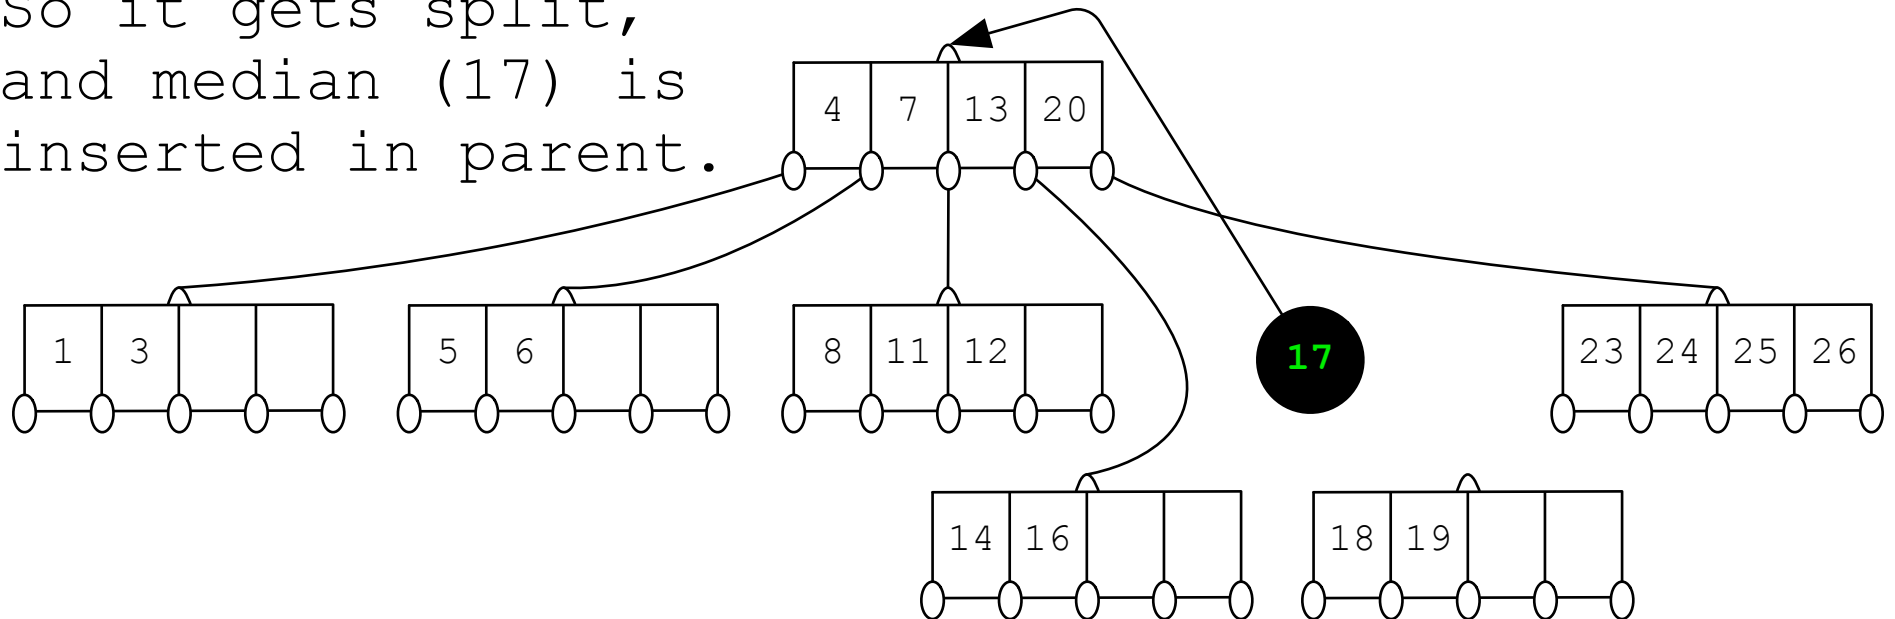 So it gets split,
and median (17) is
inserted in parent.
4 7 13 20
1 3
5 6
8 11 12
17
23 24 25 26
14 16
18 19